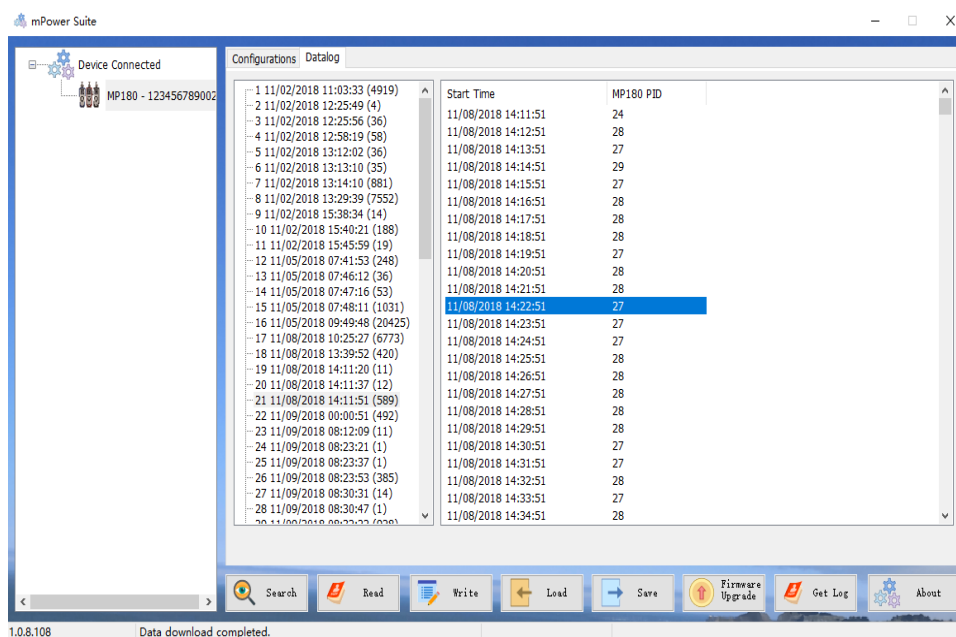 mPower Suite
Device Connected
MP180 - 123456789002
Configurations Datalog
1 11/02/2018 11:03:33 (4919)
2 11/02/2018 12:25:49 (4)
3 11/02/2018 12:25:56 (36)
4 11/02/2018 12:58:19 (58)
5 11/02/2018 13:12:02 (36)
6 11/02/2018 13:13:10 (35)
7 11/02/2018 13:14:10 (881)
8 11/02/2018 13:29:39 (7552)
9 11/02/2018 15:38:34 (14)
10 11/02/2018 15:40:21 (188)
11 11/02/2018 15:45:59 (19)
12 11/05/2018 07:41:53 (248)
13 11/05/2018 07:46:12 (36)
14 11/05/2018 07:47:16 (53)
15 11/05/2018 07:48:11 (1031)
16 11/05/2018 09:49:48 (20425)
17 11/08/2018 10:25:27 (6773)
18 11/08/2018 13:39:52 (420)
19 11/08/2018 14:11:20 (11)
20 11/08/2018 14:11:37 (12)
21 11/08/2018 14:11:51 (589)
22 11/09/2018 00:00:51 (492)
23 11/09/2018 08:12:09 (11)
24 11/09/2018 08:23:21 (1)
25 11/09/2018 08:23:37 (1)
26 11/09/2018 08:23:53 (385)
27 11/09/2018 08:30:31 (14)
28 11/09/2018 08:30:47 (1)
Start Time MP180 PID
11/08/2018 14:11:51 24
11/08/2018 14:12:51 28
11/08/2018 14:13:51 27
11/08/2018 14:14:51 29
11/08/2018 14:15:51 27
11/08/2018 14:16:51 28
11/08/2018 14:17:51 28
11/08/2018 14:18:51 28
11/08/2018 14:19:51 27
11/08/2018 14:20:51 28
11/08/2018 14:21:51 28
11/08/2018 14:22:51 27
11/08/2018 14:23:51 27
11/08/2018 14:24:51 27
11/08/2018 14:25:51 28
11/08/2018 14:26:51 28
11/08/2018 14:27:51 28
11/08/2018 14:28:51 28
11/08/2018 14:29:51 28
11/08/2018 14:30:51 27
11/08/2018 14:31:51 27
11/08/2018 14:32:51 28
11/08/2018 14:33:51 27
11/08/2018 14:34:51 28
Search Read Write Load Save Firmware Upgrade Get Log About
1.0.8.108 Data download completed.